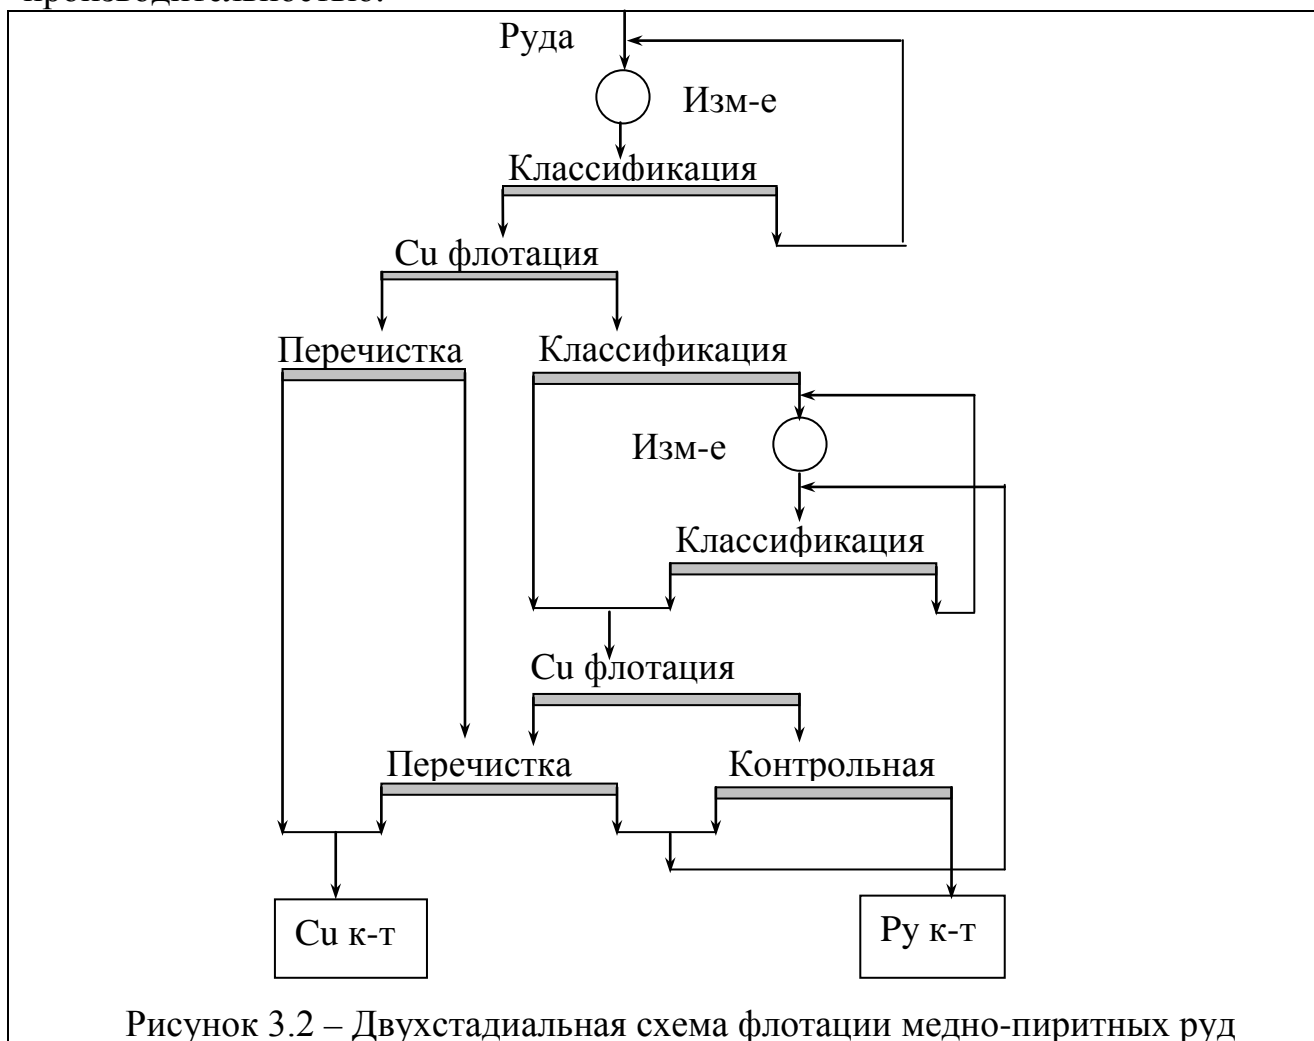 производительностью.
Руда
Изм-е
Классификация
Cu флотация
Перечистка Классификация
Изм-е
Классификация
Cu флотация
Перечистка Контрольная
Cu к-т Py к-т
Рисунок 3.2 – Двухстадиальная схема флотации медно-пиритных руд